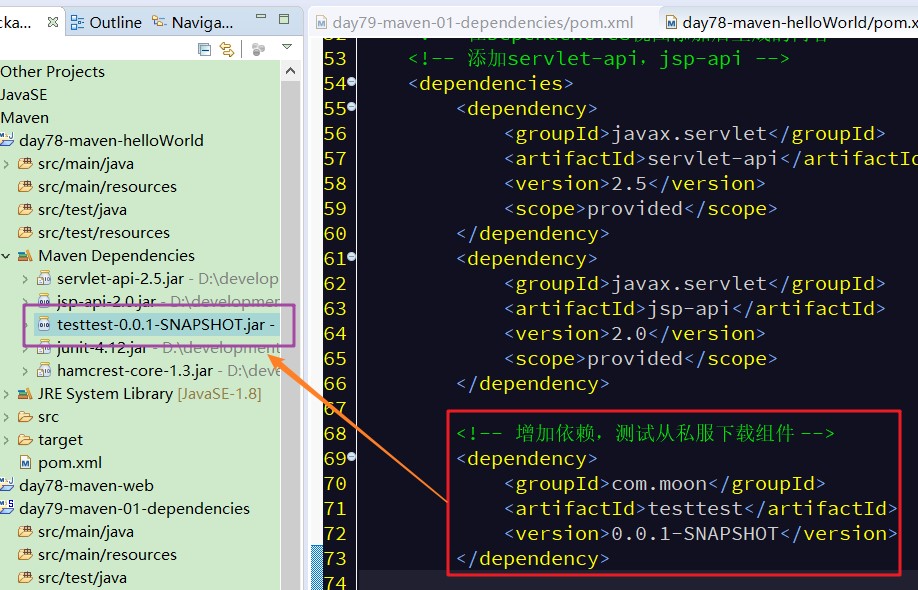 cka...
Outline
Naviga...
Other Projects
JavaSE
Maven
day78-maven-helloWorld
src/main/java
src/main/resources
src/test/java
src/test/resources
Maven Dependencies
servlet-api-2.5.jar - D:\develop
jsp-api-2.0.jar - D:\developmer
testtest-0.0.1-SNAPSHOT.jar -
junit-4.12.jar - D:\development
hamcrest-core-1.3.jar - D:\deve
JRE System Library [JavaSE-1.8]
src
target
pom.xml
day78-maven-web
day79-maven-01-dependencies
src/main/java
src/main/resources
src/test/java
day79-maven-01-dependencies/pom.xml
day78-maven-helloWorld/pom.x
53 <!-- 添加servlet-api，jsp-api -->
54 <dependencies>
55 <dependency>
56 <groupId>javax.servlet</groupId>
57 <artifactId>servlet-api</artifactId
58 <version>2.5</version>
59 <scope>provided</scope>
60 </dependency>
61 <dependency>
62 <groupId>javax.servlet</groupId>
63 <artifactId>jsp-api</artifactId>
64 <version>2.0</version>
65 <scope>provided</scope>
66 </dependency>
67
68 <!-- 增加依赖，测试从私服下载组件 -->
69 <dependency>
70 <groupId>com.moon</groupId>
71 <artifactId>testtest</artifactId>
72 <version>0.0.1-SNAPSHOT</version>
73 </dependency>
74